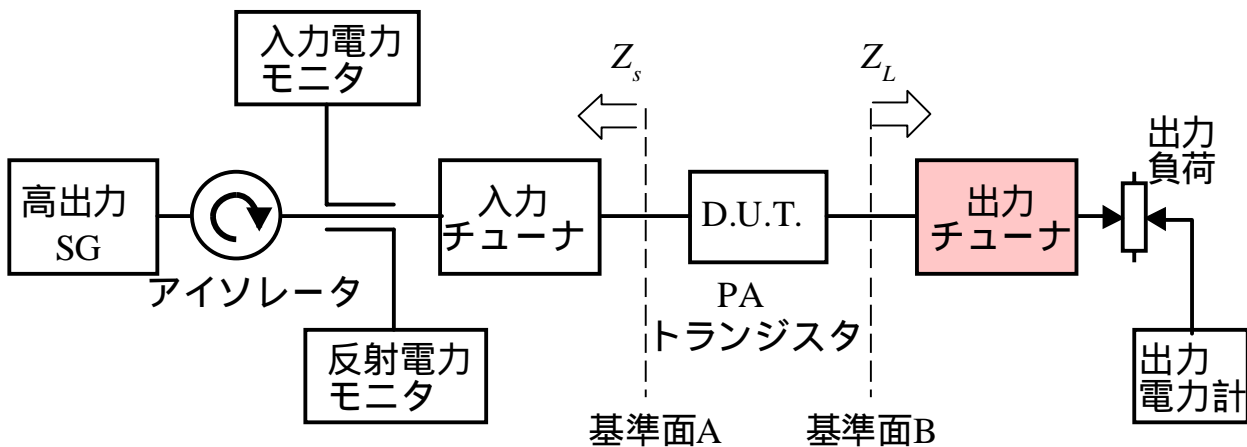 入力電力
モニタ
Zs
ZL
高出力
SG
アイソレータ
入力
チューナ
D.U.T.
PA
トランジスタ
出力
チューナ
出力
負荷
反射電力
モニタ
出力
電力計
基準面A
基準面B